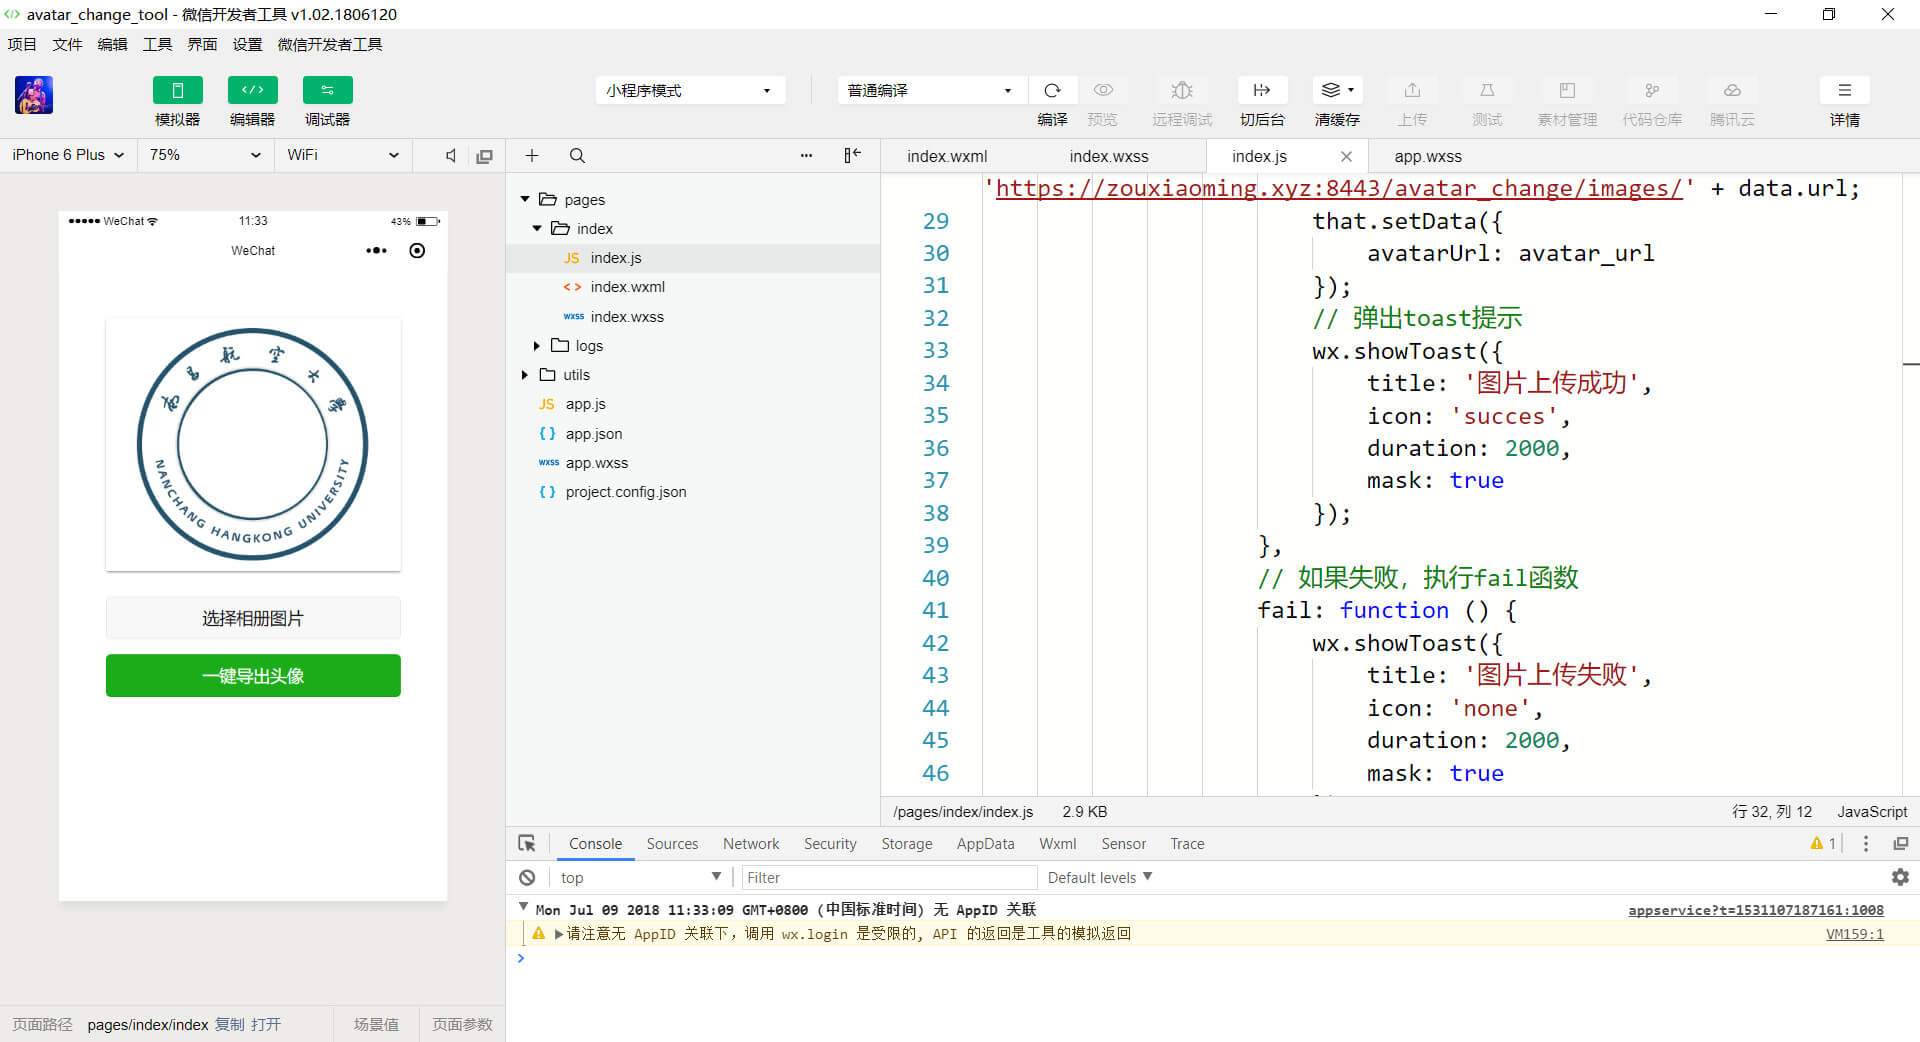 avatar_change_tool - 微信开发者工具 v1.02.1806120
项目 文件 编辑 工具 界面 设置 微信开发者工具
小程序模式 普通编译
模拟器 编辑器 调试器 编译 预览 远程调试 切后台 清缓存 上传 测试 素材管理 代码仓库 腾讯云 详情
iPhone 6 Plus 75% WiFi
WeChat 11:33 43%
WeChat
南昌航空大学
NANCHANG HANGKONG UNIVERSITY
选择相册图片
一键导出头像
页面路径 pages/index/index 复制 打开 场景值 页面参数
pages
index
JS index.js
<> index.wxml
wxss index.wxss
logs
utils
JS app.js
{ } app.json
wxss app.wxss
{ } project.config.json
index.wxml index.wxss index.js app.wxss
'https://zouxiaoming.xyz:8443/avatar_change/images/' + data.url;
29 that.setData({
30 avatarUrl: avatar_url
31 });
32 // 弹出toast提示
33 wx.showToast({
34 title: '图片上传成功',
35 icon: 'succes',
36 duration: 2000,
37 mask: true
38 });
39 },
40 // 如果失败，执行fail函数
41 fail: function () {
42 wx.showToast({
43 title: '图片上传失败',
44 icon: 'none',
45 duration: 2000,
46 mask: true
/pages/index/index.js 2.9 KB 行 32, 列 12 JavaScript
Console Sources Network Security Storage AppData Wxml Sensor Trace 1
top Filter Default levels
Mon Jul 09 2018 11:33:09 GMT+0800 (中国标准时间) 无 AppID 关联 appservice?t=1531107187161:1008
请注意无 AppID 关联下，调用 wx.login 是受限的, API 的返回是工具的模拟返回 VM159:1